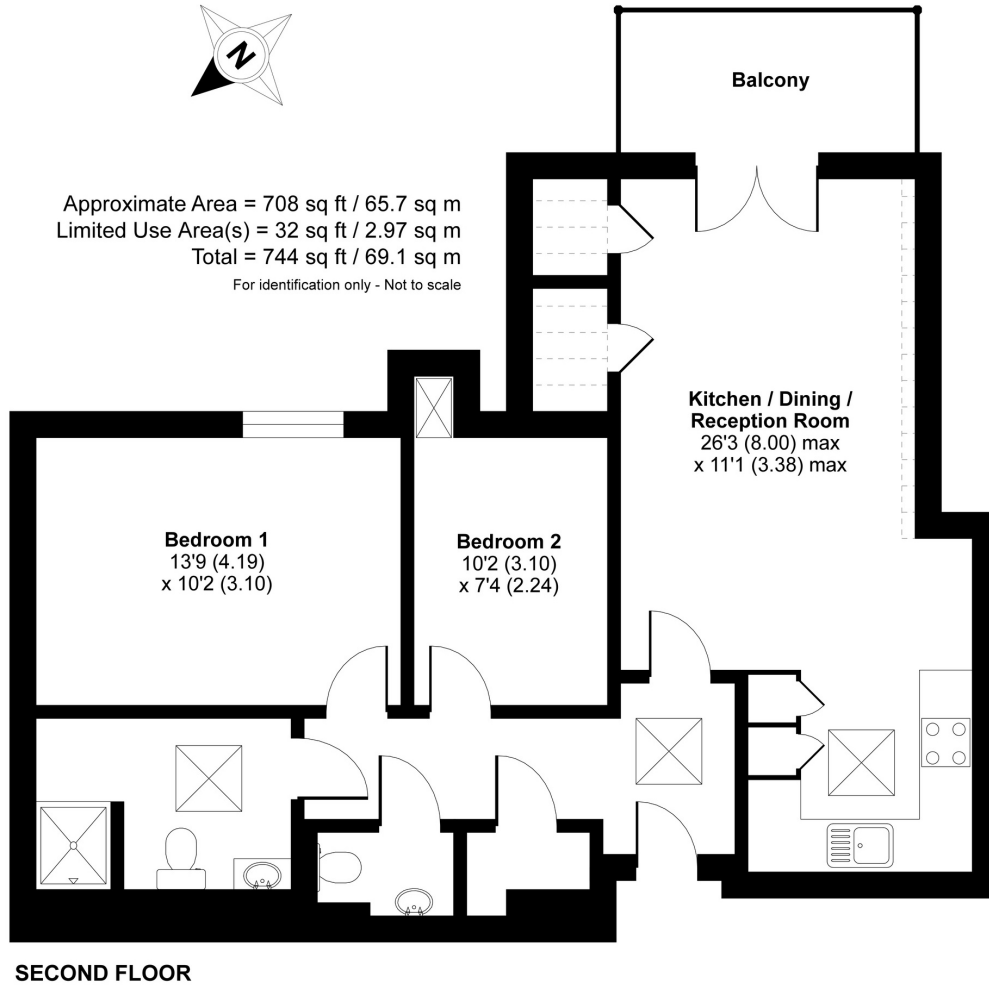 N
Balcony
Approximate Area = 708 sq ft / 65.7 sq m
Limited Use Area(s) = 32 sq ft / 2.97 sq m
Total = 744 sq ft / 69.1 sq m
For identification only - Not to scale
Kitchen / Dining /
Reception Room
26'3 (8.00) max
x 11'1 (3.38) max
Bedroom 1
13'9 (4.19)
x 10'2 (3.10)
Bedroom 2
10'2 (3.10)
x 7'4 (2.24)
SECOND FLOOR